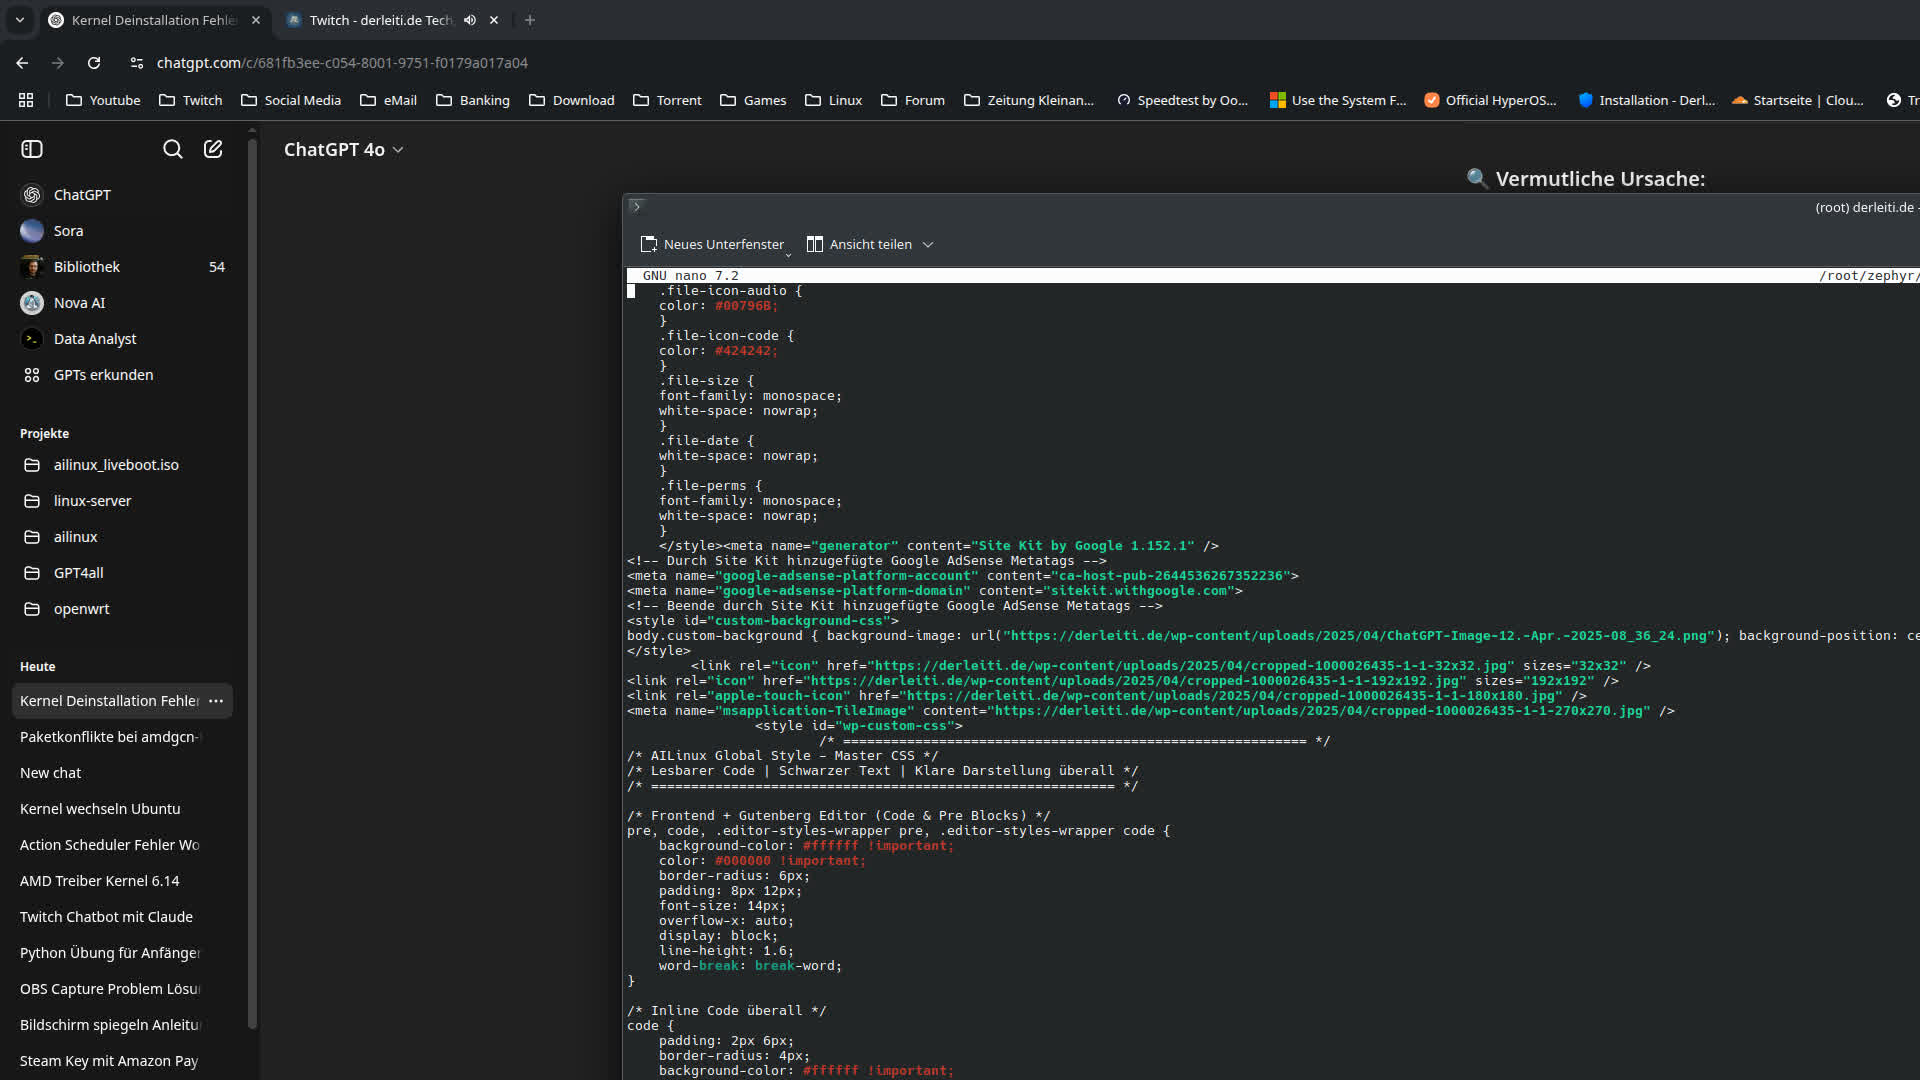 Kernel Deinstallation Fehle
Twitch - derleiti.de Tech
chatgpt.com/c/681fb3ee-c054-8001-9751-f0179a017a04
Youtube
Twitch
Social Media
eMail
Banking
Download
Torrent
Games
Linux
Forum
Zeitung Kleinan...
Speedtest by Oo...
Use the System F...
Official HyperOS...
Installation - Derl...
Startseite | Clou...
Tr
ChatGPT
Sora
Bibliothek 54
Nova AI
Data Analyst
GPTs erkunden
Projekte
ailinux_liveboot.iso
linux-server
ailinux
GPT4all
openwrt
Heute
Kernel Deinstallation Fehler
Paketkonflikte bei amdgcn-
New chat
Kernel wechseln Ubuntu
Action Scheduler Fehler Wo
AMD Treiber Kernel 6.14
Twitch Chatbot mit Claude
Python Übung für Anfänger
OBS Capture Problem Lösu
Bildschirm spiegeln Anleitu
Steam Key mit Amazon Pay
ChatGPT 4o
Vermutliche Ursache:
(root) derleiti.de -
Neues Unterfenster
Ansicht teilen
GNU nano 7.2 /root/zephyr/
.file-icon-audio {
color: #00796B;
}
.file-icon-code {
color: #424242;
}
.file-size {
font-family: monospace;
white-space: nowrap;
}
.file-date {
white-space: nowrap;
}
.file-perms {
font-family: monospace;
white-space: nowrap;
}
</style><meta name="generator" content="Site Kit by Google 1.152.1" />
<!-- Durch Site Kit hinzugefügte Google AdSense Metatags -->
<meta name="google-adsense-platform-account" content="ca-host-pub-2644536267352236">
<meta name="google-adsense-platform-domain" content="sitekit.withgoogle.com">
<!-- Beende durch Site Kit hinzugefügte Google AdSense Metatags -->
<style id="custom-background-css">
body.custom-background { background-image: url("https://derleiti.de/wp-content/uploads/2025/04/ChatGPT-Image-12.-Apr.-2025-08_36_24.png"); background-position: ce
</style>
<link rel="icon" href="https://derleiti.de/wp-content/uploads/2025/04/cropped-1000026435-1-1-32x32.jpg" sizes="32x32" />
<link rel="icon" href="https://derleiti.de/wp-content/uploads/2025/04/cropped-1000026435-1-1-192x192.jpg" sizes="192x192" />
<link rel="apple-touch-icon" href="https://derleiti.de/wp-content/uploads/2025/04/cropped-1000026435-1-1-180x180.jpg" />
<meta name="msapplication-TileImage" content="https://derleiti.de/wp-content/uploads/2025/04/cropped-1000026435-1-1-270x270.jpg" />
<style id="wp-custom-css">
/* ========================================================== */
/* AILinux Global Style – Master CSS */
/* Lesbarer Code | Schwarzer Text | Klare Darstellung überall */
/* ========================================================== */
/* Frontend + Gutenberg Editor (Code & Pre Blocks) */
pre, code, .editor-styles-wrapper pre, .editor-styles-wrapper code {
background-color: #ffffff !important;
color: #000000 !important;
border-radius: 6px;
padding: 8px 12px;
font-size: 14px;
overflow-x: auto;
display: block;
line-height: 1.6;
word-break: break-word;
}
/* Inline Code überall */
code {
padding: 2px 6px;
border-radius: 4px;
background-color: #ffffff !important;